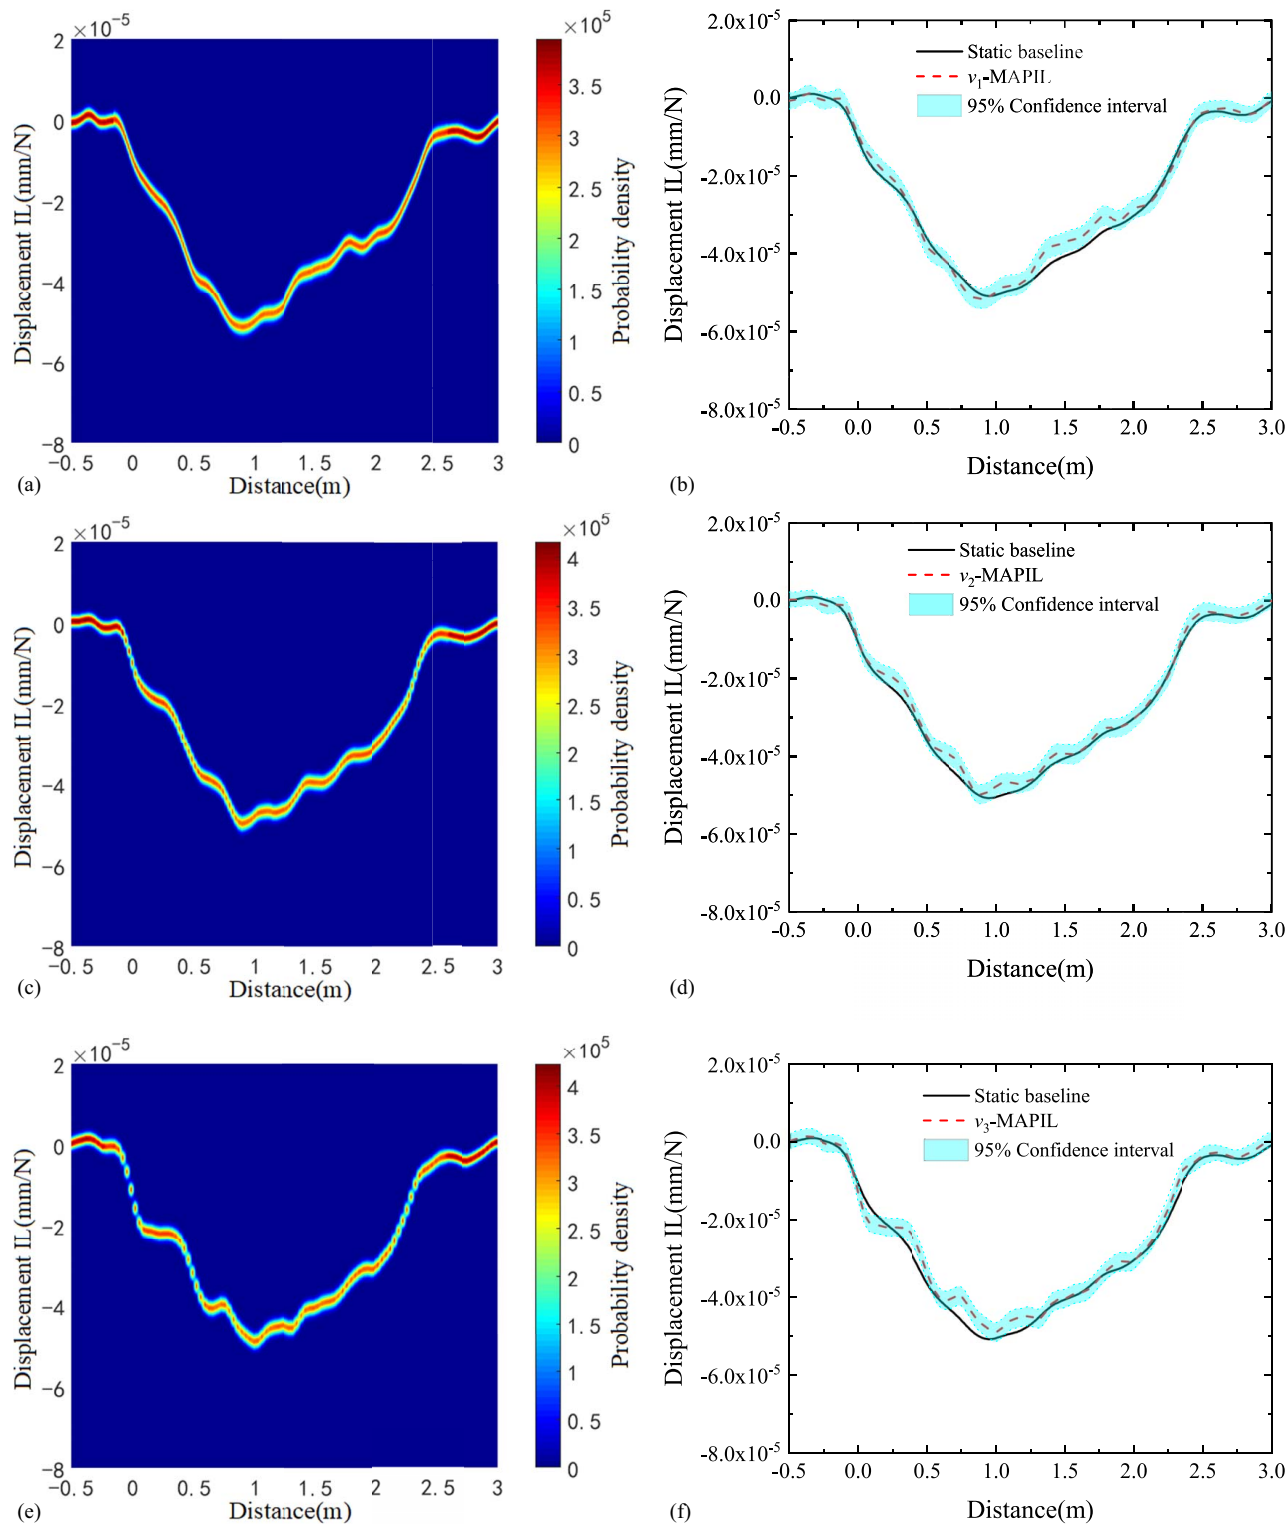 ×10⁻⁵
×10⁵
2
0
−2
−4
−6
−8
Displacement IL(mm/N)
−0.5 0 0.5 1 1.5 2 2.5 3
Distance(m)
3.5
3
2.5
2
1.5
1
0.5
0
Probability density
(a)
2.0x10⁻⁵
0.0
-2.0x10⁻⁵
-4.0x10⁻⁵
-6.0x10⁻⁵
-8.0x10⁻⁵
Displacement IL(mm/N)
Static baseline
v₁-MAPIL
95% Confidence interval
-0.5 0.0 0.5 1.0 1.5 2.0 2.5 3.0
Distance(m)
(b)
×10⁻⁵
×10⁵
2
0
−2
−4
−6
−8
Displacement IL(mm/N)
−0.5 0 0.5 1 1.5 2 2.5 3
Distance(m)
4
3.5
3
2.5
2
1.5
1
0.5
0
Probability density
(c)
2.0x10⁻⁵
0.0
-2.0x10⁻⁵
-4.0x10⁻⁵
-6.0x10⁻⁵
-8.0x10⁻⁵
Displacement IL(mm/N)
Static baseline
v₂-MAPIL
95% Confidence interval
-0.5 0.0 0.5 1.0 1.5 2.0 2.5 3.0
Distance(m)
(d)
×10⁻⁵
×10⁵
2
0
−2
−4
−6
−8
Displacement IL(mm/N)
−0.5 0 0.5 1 1.5 2 2.5 3
Distance(m)
4
3.5
3
2.5
2
1.5
1
0.5
0
Probability density
(e)
2.0x10⁻⁵
0.0
-2.0x10⁻⁵
-4.0x10⁻⁵
-6.0x10⁻⁵
-8.0x10⁻⁵
Displacement IL(mm/N)
Static baseline
v₃-MAPIL
95% Confidence interval
-0.5 0.0 0.5 1.0 1.5 2.0 2.5 3.0
Distance(m)
(f)